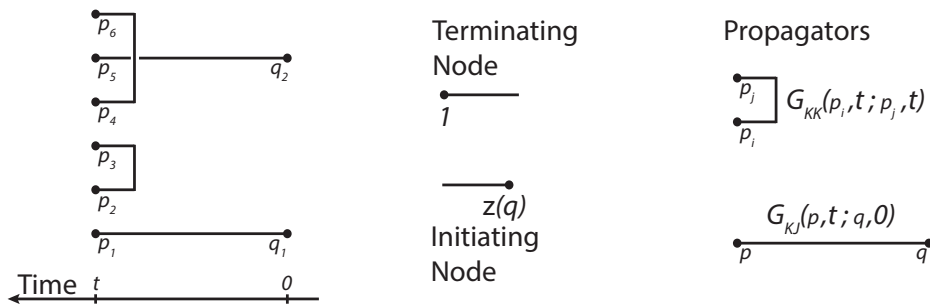 p6
p5
q2
p4
p3
p2
p1
q1
Time
t
0
Terminating
Node
1
z(q)
Initiating
Node
Propagators
pj
GKK(pi,t ; pj,t)
pi
GKJ(p,t ; q,0)
p
q